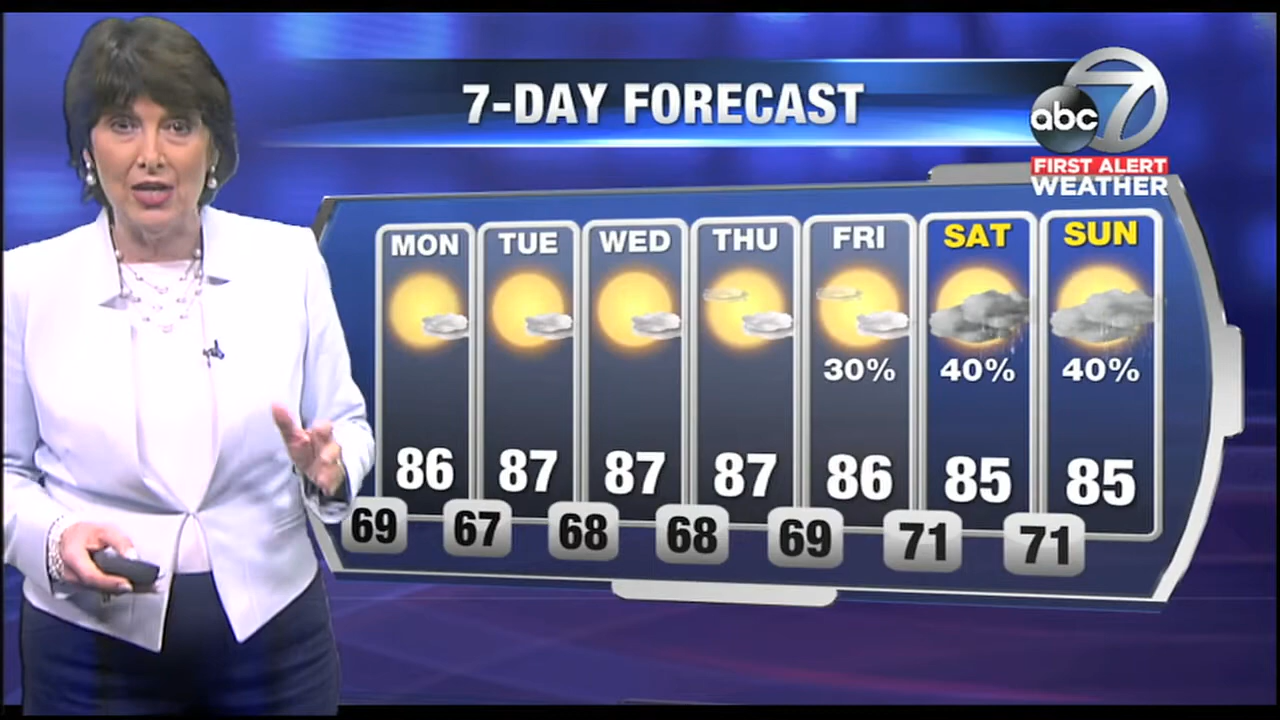 7-DAY FORECAST
abc 7
FIRST ALERT
WEATHER
MON TUE WED THU FRI SAT SUN
30% 40% 40%
86 87 87 87 86 85 85
69 67 68 68 69 71 71